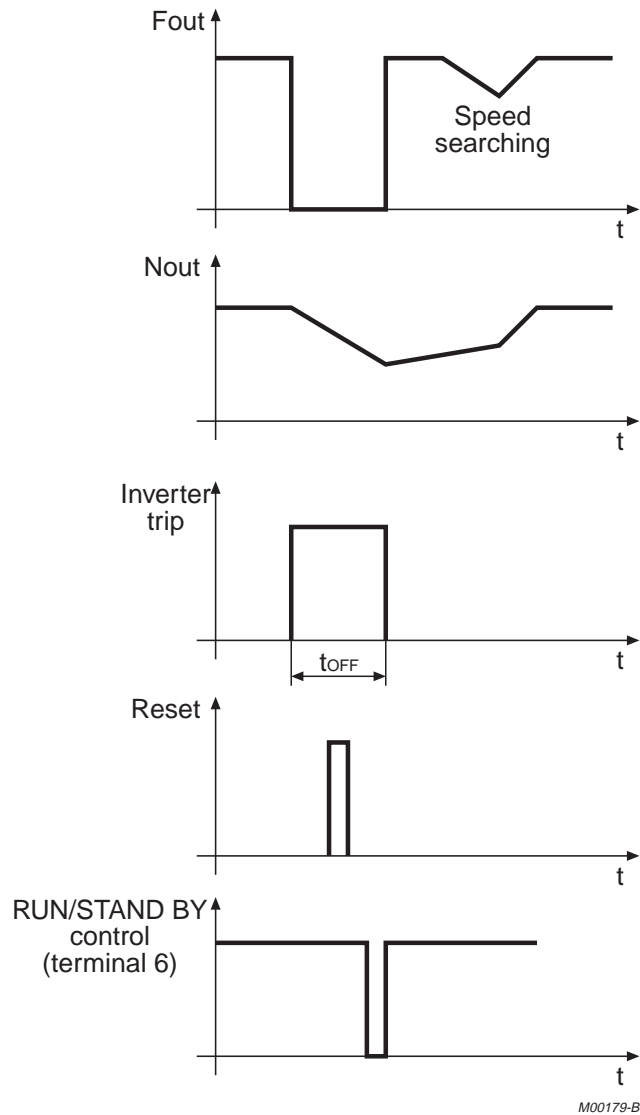 Fout
Speed
searching
t
Nout
t
Inverter
trip
tOFF
t
Reset
t
RUN/STAND BY
control
(terminal 6)
t
M00179-B